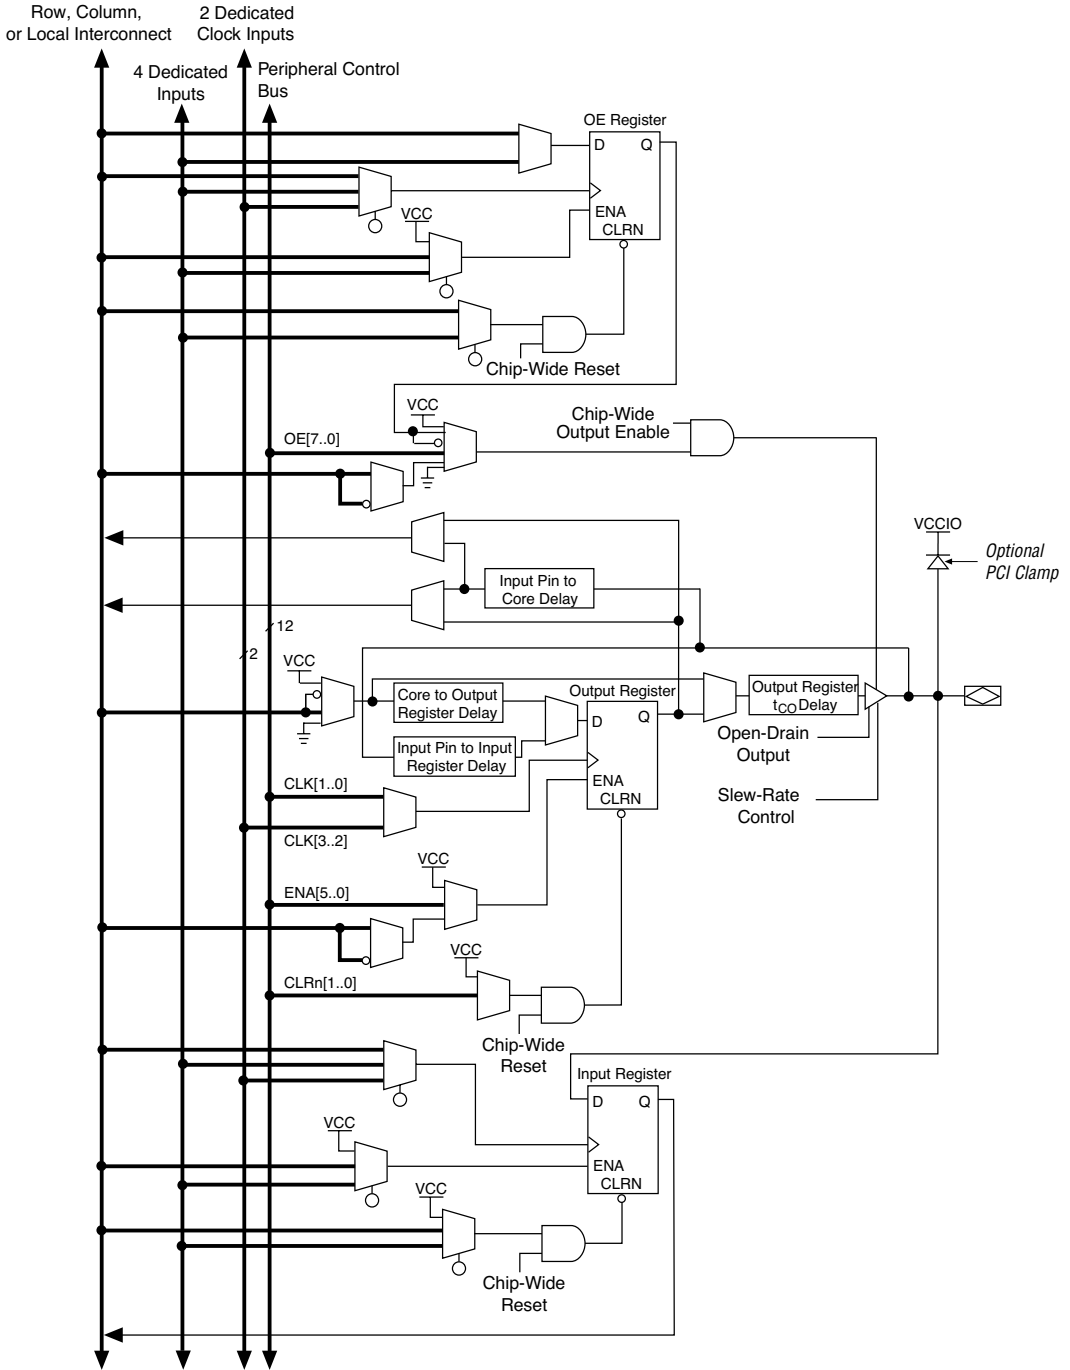 Row, Column,
or Local Interconnect
2 Dedicated
Clock Inputs
4 Dedicated
Inputs
Peripheral Control
Bus
OE Register
D Q
ENA
CLRN
VCC
Chip-Wide Reset
VCC
OE[7..0]
Chip-Wide
Output Enable
VCCIO
Optional
PCI Clamp
Input Pin to
Core Delay
12
2
VCC
Core to Output
Register Delay
Output Register
D Q
ENA
CLRN
Output Register
tCO Delay
Input Pin to Input
Register Delay
Open-Drain
Output
CLK[1..0]
Slew-Rate
Control
CLK[3..2]
VCC
ENA[5..0]
VCC
CLRn[1..0]
Chip-Wide
Reset
Input Register
D Q
ENA
CLRN
VCC
VCC
Chip-Wide
Reset